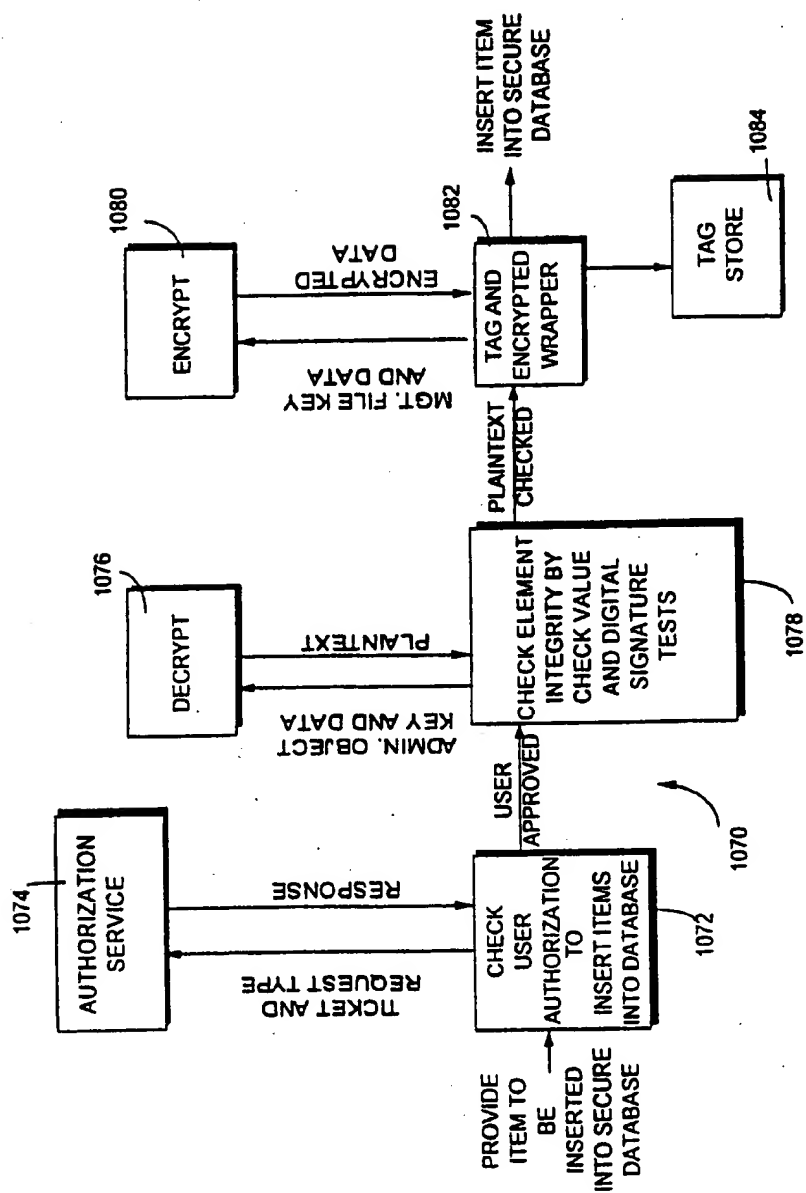 PROVIDE
ITEM TO
BE
INSERTED
INTO SECURE
DATABASE
1074
AUTHORIZATION
SERVICE
TICKET AND
REQUEST TYPE
RESPONSE
CHECK
USER
AUTHORIZATION
TO
INSERT ITEMS
INTO DATABASE
1072
1070
USER
APPROVED
1076
DECRYPT
ADMIN. OBJECT
KEY AND DATA
PLAINTEXT
CHECK ELEMENT
INTEGRITY BY
CHECK VALUE
AND DIGITAL
SIGNATURE
TESTS
1078
PLAINTEXT
CHECKED
1080
ENCRYPT
MGT. FILE KEY
AND DATA
ENCRYPTED
DATA
1082
TAG AND
ENCRYPTED
WRAPPER
INSERT ITEM
INTO SECURE
DATABASE
TAG
STORE
1084